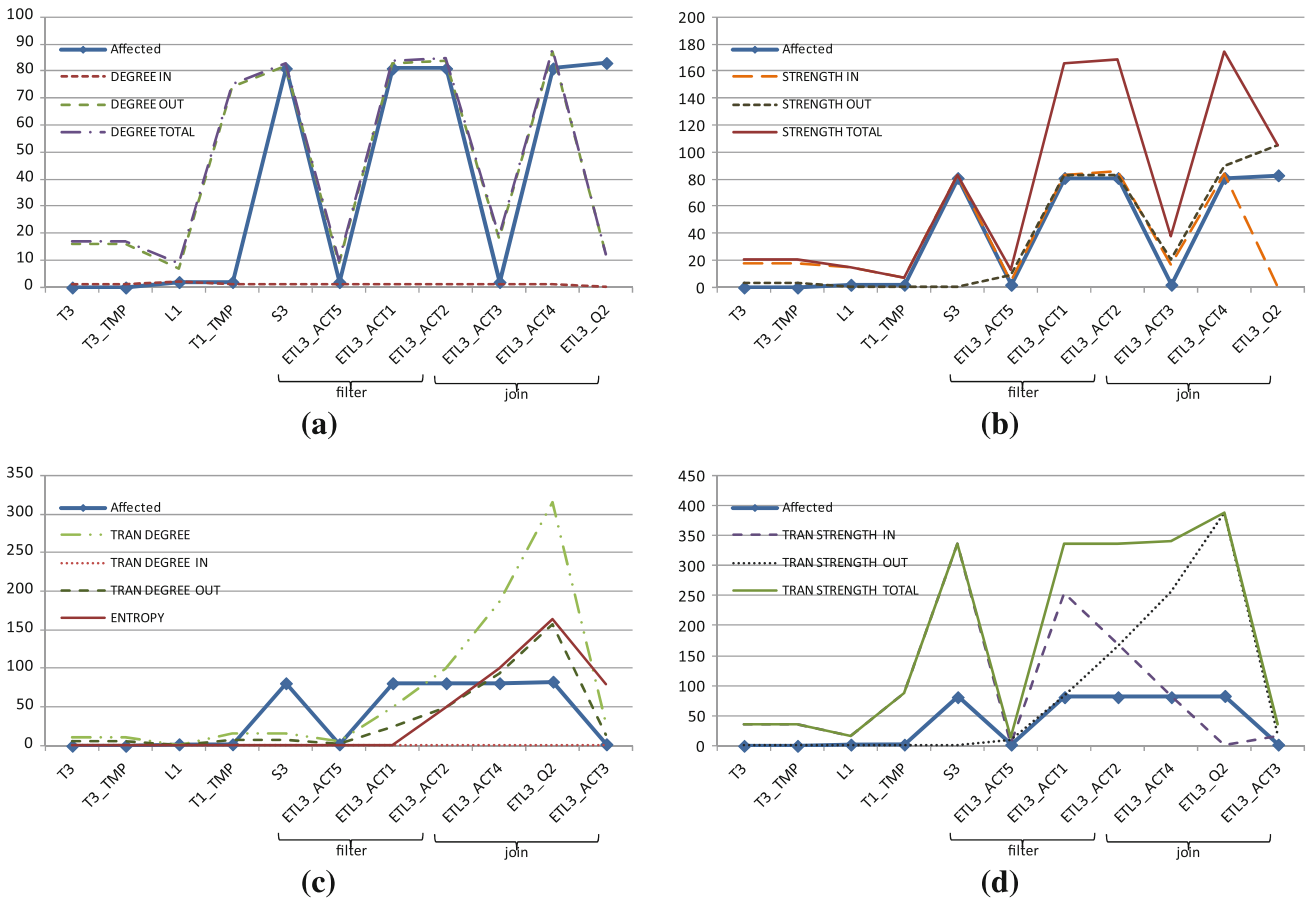 100
90
80
70
60
50
40
30
20
10
0
Affected
DEGREE IN
DEGREE OUT
DEGREE TOTAL
T3
T3_TMP
L1
T1_TMP
S3
ETL3_ACT5
ETL3_ACT1
ETL3_ACT2
ETL3_ACT3
ETL3_ACT4
ETL3_Q2
filter
join
(a)
200
180
160
140
120
100
80
60
40
20
0
Affected
STRENGTH IN
STRENGTH OUT
STRENGTH TOTAL
T3
T3_TMP
L1
T1_TMP
S3
ETL3_ACT5
ETL3_ACT1
ETL3_ACT2
ETL3_ACT3
ETL3_ACT4
ETL3_Q2
filter
join
(b)
350
300
250
200
150
100
50
0
Affected
TRAN DEGREE
TRAN DEGREE IN
TRAN DEGREE OUT
ENTROPY
T3
T3_TMP
L1
T1_TMP
S3
ETL3_ACT5
ETL3_ACT1
ETL3_ACT2
ETL3_ACT4
ETL3_Q2
ETL3_ACT3
filter
join
(c)
450
400
350
300
250
200
150
100
50
0
Affected
TRAN STRENGTH IN
TRAN STRENGTH OUT
TRAN STRENGTH TOTAL
T3
T3_TMP
L1
T1_TMP
S3
ETL3_ACT5
ETL3_ACT1
ETL3_ACT2
ETL3_ACT4
ETL3_Q2
ETL3_ACT3
filter
join
(d)